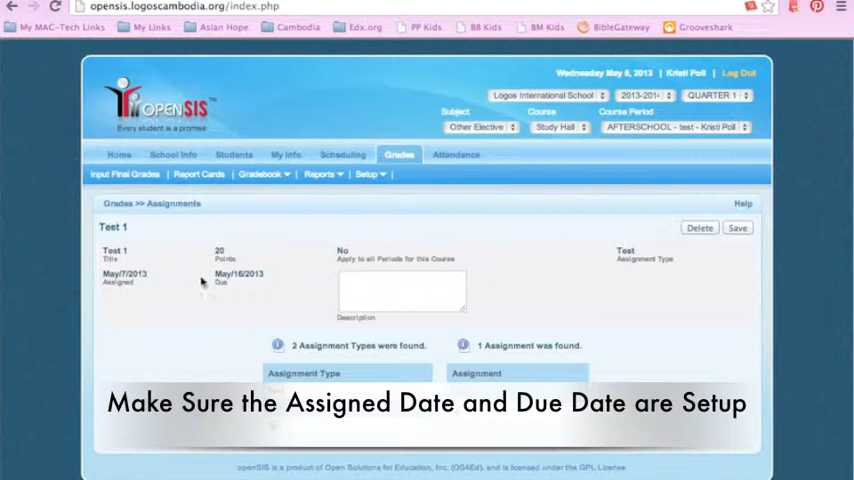 opensis.logoscambodia.org/index.php
My MAC-Tech Links My Links Asian Hope Cambodia Edx.org PP Kids BB Kids BM Kids BibleGateway Grooveshark
Wednesday May 8, 2013 | Kristi Poll | Log Out
OPENSIS™
Every student is a promise
Logos International School 2013-201 QUARTER 1
Subject Course Course Period
Other Elective Study Hall AFTERSCHOOL - test - Kristi Poll
Home School Info Students My Info Scheduling Grades Attendance
Input Final Grades | Report Cards | Gradebook | Reports | Setup |
Grades >> Assignments Help
Test 1 Delete Save
Test 1 20 No Test
Title Points Apply to all Periods for this Course Assignment Type
May/7/2013 May/16/2013
Assigned Due
Description
2 Assignment Types were found. 1 Assignment was found.
Assignment Type Assignment
Make Sure the Assigned Date and Due Date are Setup
openSIS is a product of Open Solutions for Education, Inc. (OS4Ed), and is licensed under the GPL License